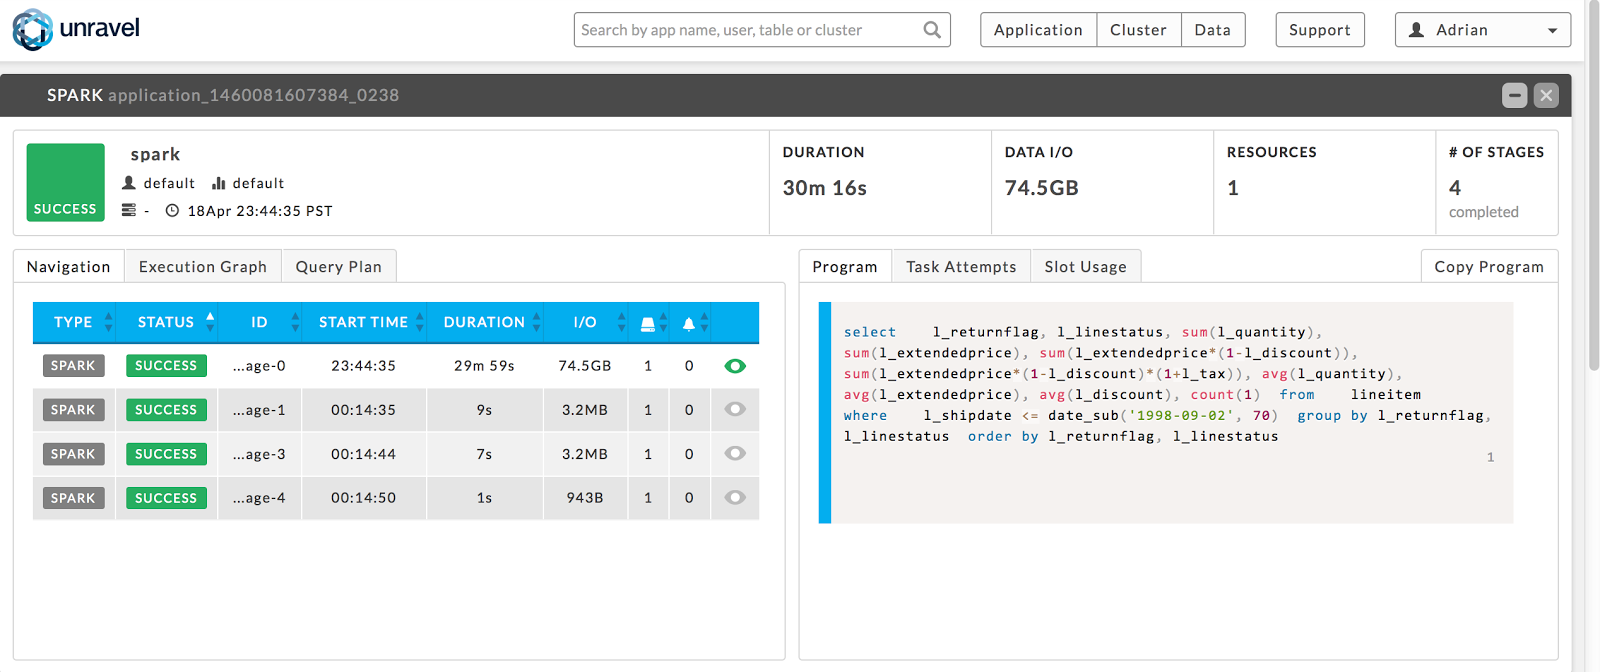 unravel
Search by app name, user, table or cluster
Application Cluster Data
Support
Adrian
SPARK application_1460081607384_0238
SUCCESS
spark
default default
- 18Apr 23:44:35 PST
DURATION
30m 16s
DATA I/O
74.5GB
RESOURCES
1
# OF STAGES
4
completed
Navigation Execution Graph Query Plan
TYPE STATUS ID START TIME DURATION I/O
SPARK SUCCESS ...age-0 23:44:35 29m 59s 74.5GB 1 0
SPARK SUCCESS ...age-1 00:14:35 9s 3.2MB 1 0
SPARK SUCCESS ...age-3 00:14:44 7s 3.2MB 1 0
SPARK SUCCESS ...age-4 00:14:50 1s 943B 1 0
Program Task Attempts Slot Usage
Copy Program
select l_returnflag, l_linestatus, sum(l_quantity),
sum(l_extendedprice), sum(l_extendedprice*(1-l_discount)),
sum(l_extendedprice*(1-l_discount)*(1+l_tax)), avg(l_quantity),
avg(l_extendedprice), avg(l_discount), count(1) from lineitem
where l_shipdate <= date_sub('1998-09-02', 70) group by l_returnflag,
l_linestatus order by l_returnflag, l_linestatus
1